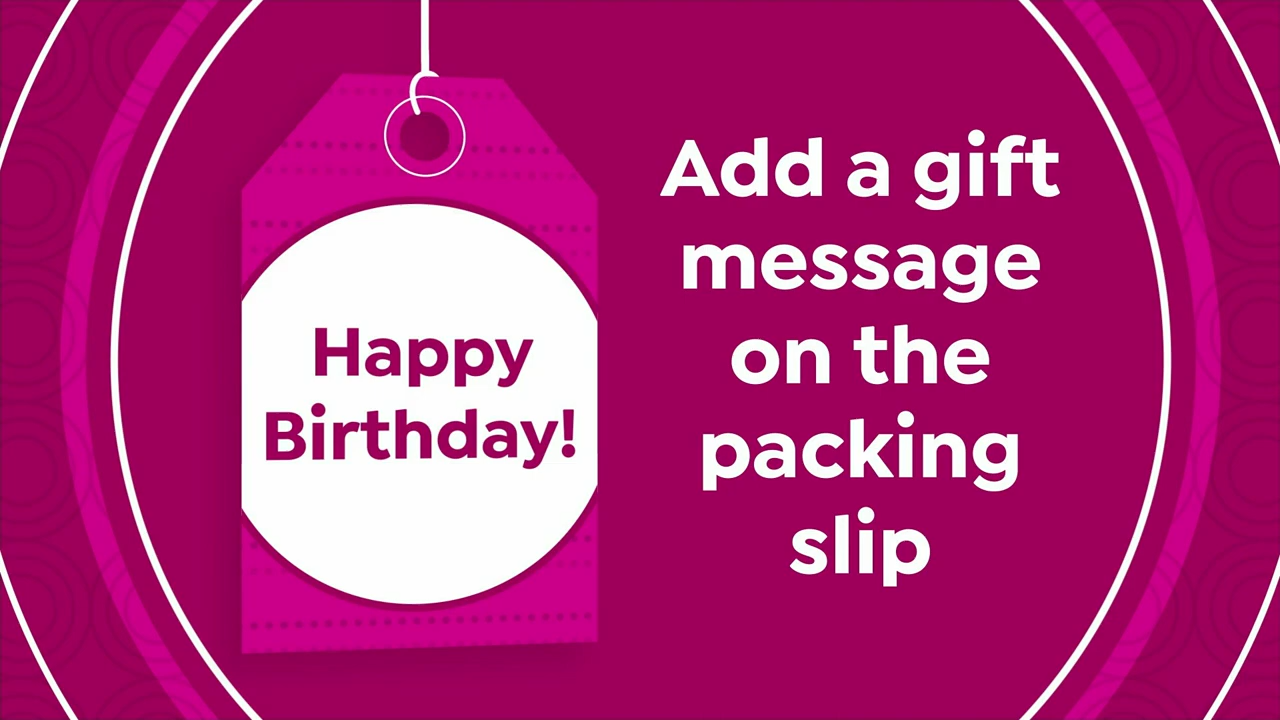 Happy
Birthday!
Add a gift
message
on the
packing
slip